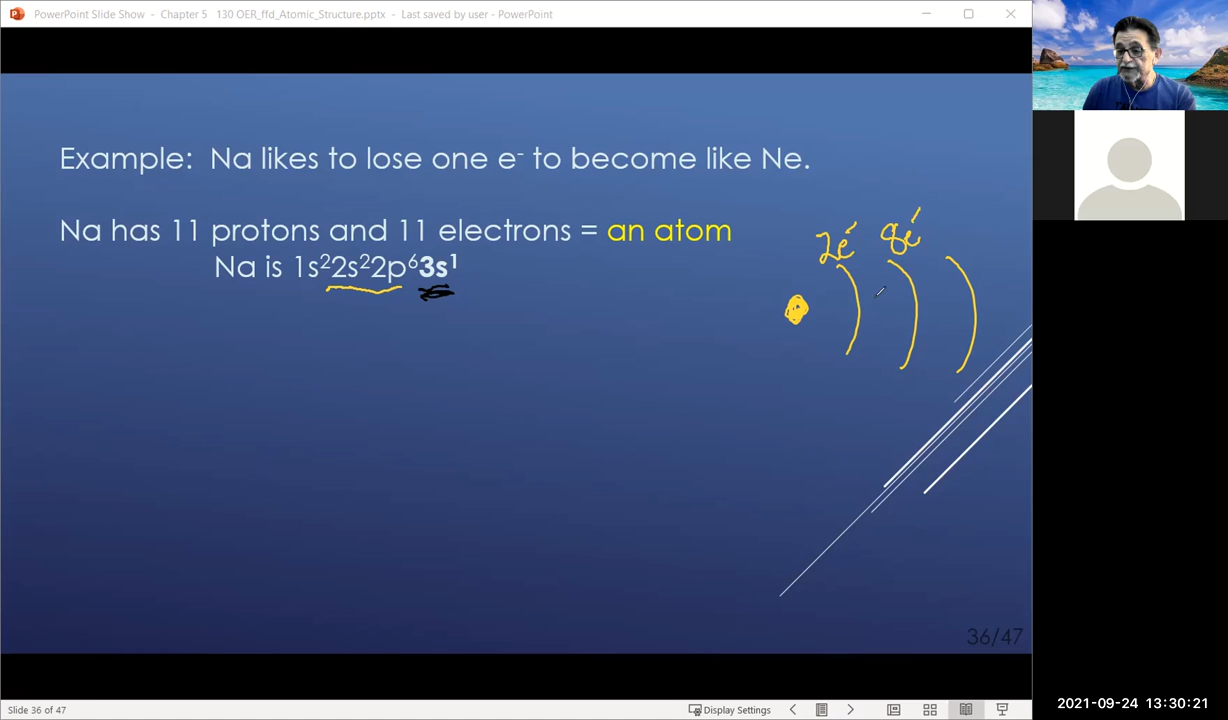 PowerPoint Slide Show - Chapter 5 130 OER_ffd_Atomic_Structure.pptx - Last saved by user - PowerPoint
Example: Na likes to lose one e⁻ to become like Ne.
Na has 11 protons and 11 electrons = an atom
Na is 1s²2s²2p⁶3s¹
2e⁻ 8e⁻
36/47
Slide 36 of 47
Display Settings
2021-09-24 13:30:21